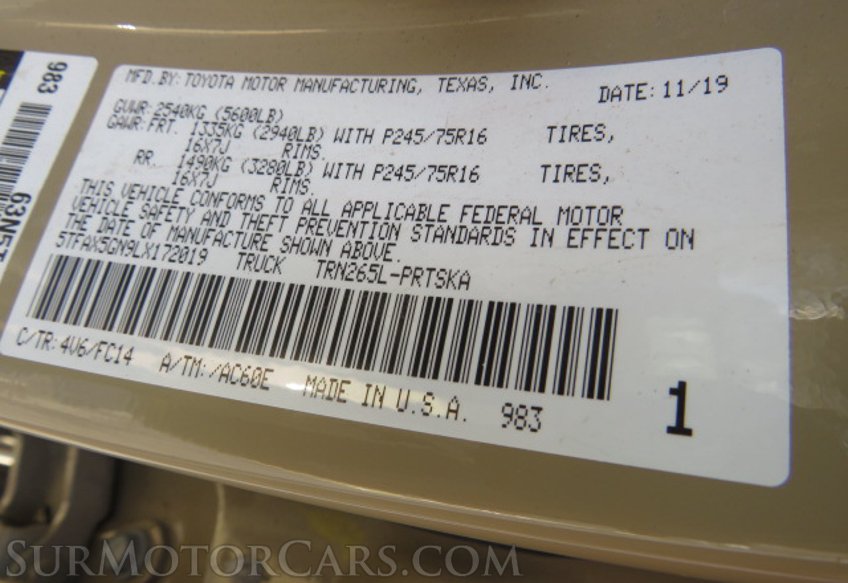 MFD. BY: TOYOTA MOTOR MANUFACTURING, TEXAS, INC. DATE: 11/19
GVWR: 2540KG (5600LB)
GAWR: FRT. 1335KG (2940LB) WITH P245/75R16 TIRES,
16X7J RIMS.
RR. 1490KG (3280LB) WITH P245/75R16 TIRES,
16X7J RIMS.
THIS VEHICLE CONFORMS TO ALL APPLICABLE FEDERAL MOTOR
VEHICLE SAFETY AND THEFT PREVENTION STANDARDS IN EFFECT ON
THE DATE OF MANUFACTURE SHOWN ABOVE.
5TFAX5GN9LX172019 TRUCK TRN265L-PRTSKA
C/TR: 4V6/FC14 A/TM: /AC60E MADE IN U.S.A. 983
1
983
63N5T
SurMotorCars.com